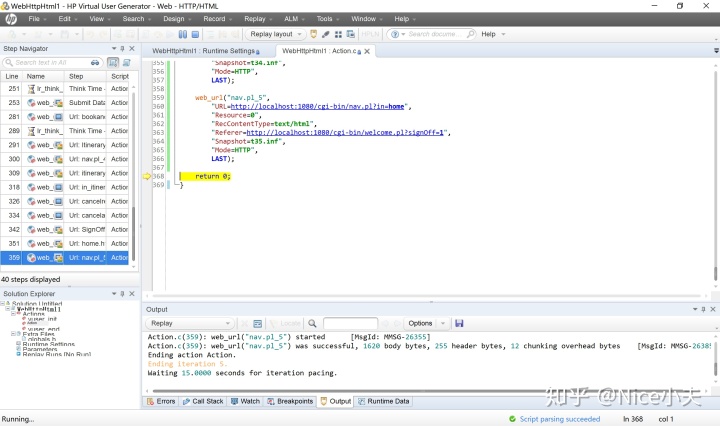 WebHttpHtml1 - HP Virtual User Generator - Web - HTTP/HTML
File Edit View Search Design Record Replay ALM Tools Window Help
Replay layout
HPLN
Search documents
Help
Step Navigator
Search text in All
Line Name Step Script
251 lr_think_ Think Time - Action
253 web_ Submit Data Action
281 web_ Url: bookane Action
289 lr_think_ Think Time - Action
291 web_ Url: Itinerary Action
300 web_ Url: nav.pl_4 Action
309 web_ Url: itinerary Action
318 web_ Url: in_itiner Action
326 web_ Url: cancelre Action
334 web_ Url: cancela Action
342 web_ Url: SignOff Action
351 web_ Url: home.h Action
359 web_ Url: nav.pl_5 Action
40 steps displayed
Solution Explorer
Solution Untitled
WebHttpHtml1
Actions
vuser_init
vuser_end
Extra Files
globals.h
Runtime Settings
Parameters
Replay Runs [No Run]
WebHttpHtml1 : Runtime Settings
WebHttpHtml1 : Action.c
355 "Snapshot=t34.inf",
356 "Mode=HTTP",
357 LAST);
358
359 web_url("nav.pl_5",
360 "URL=http://localhost:1080/cgi-bin/nav.pl?in=home",
361 "Resource=0",
362 "RecContentType=text/html",
363 "Referer=http://localhost:1080/cgi-bin/welcome.pl?signOff=1",
364 "Snapshot=t35.inf",
365 "Mode=HTTP",
366 LAST);
367
368 return 0;
369 }
Output
Replay
Locate
Options
Action.c(359): web_url("nav.pl_5") started [MsgId: MMSG-26355]
Action.c(359): web_url("nav.pl_5") was successful, 1620 body bytes, 255 header bytes, 12 chunking overhead bytes [MsgId: MMSG-26385
Ending action Action.
Ending iteration 5.
Waiting 15.0000 seconds for iteration pacing.
Errors Call Stack Watch Breakpoints Output Runtime Data
知乎 @Nice小夫
Running...
Script parsing succeeded
ln 368 col 1